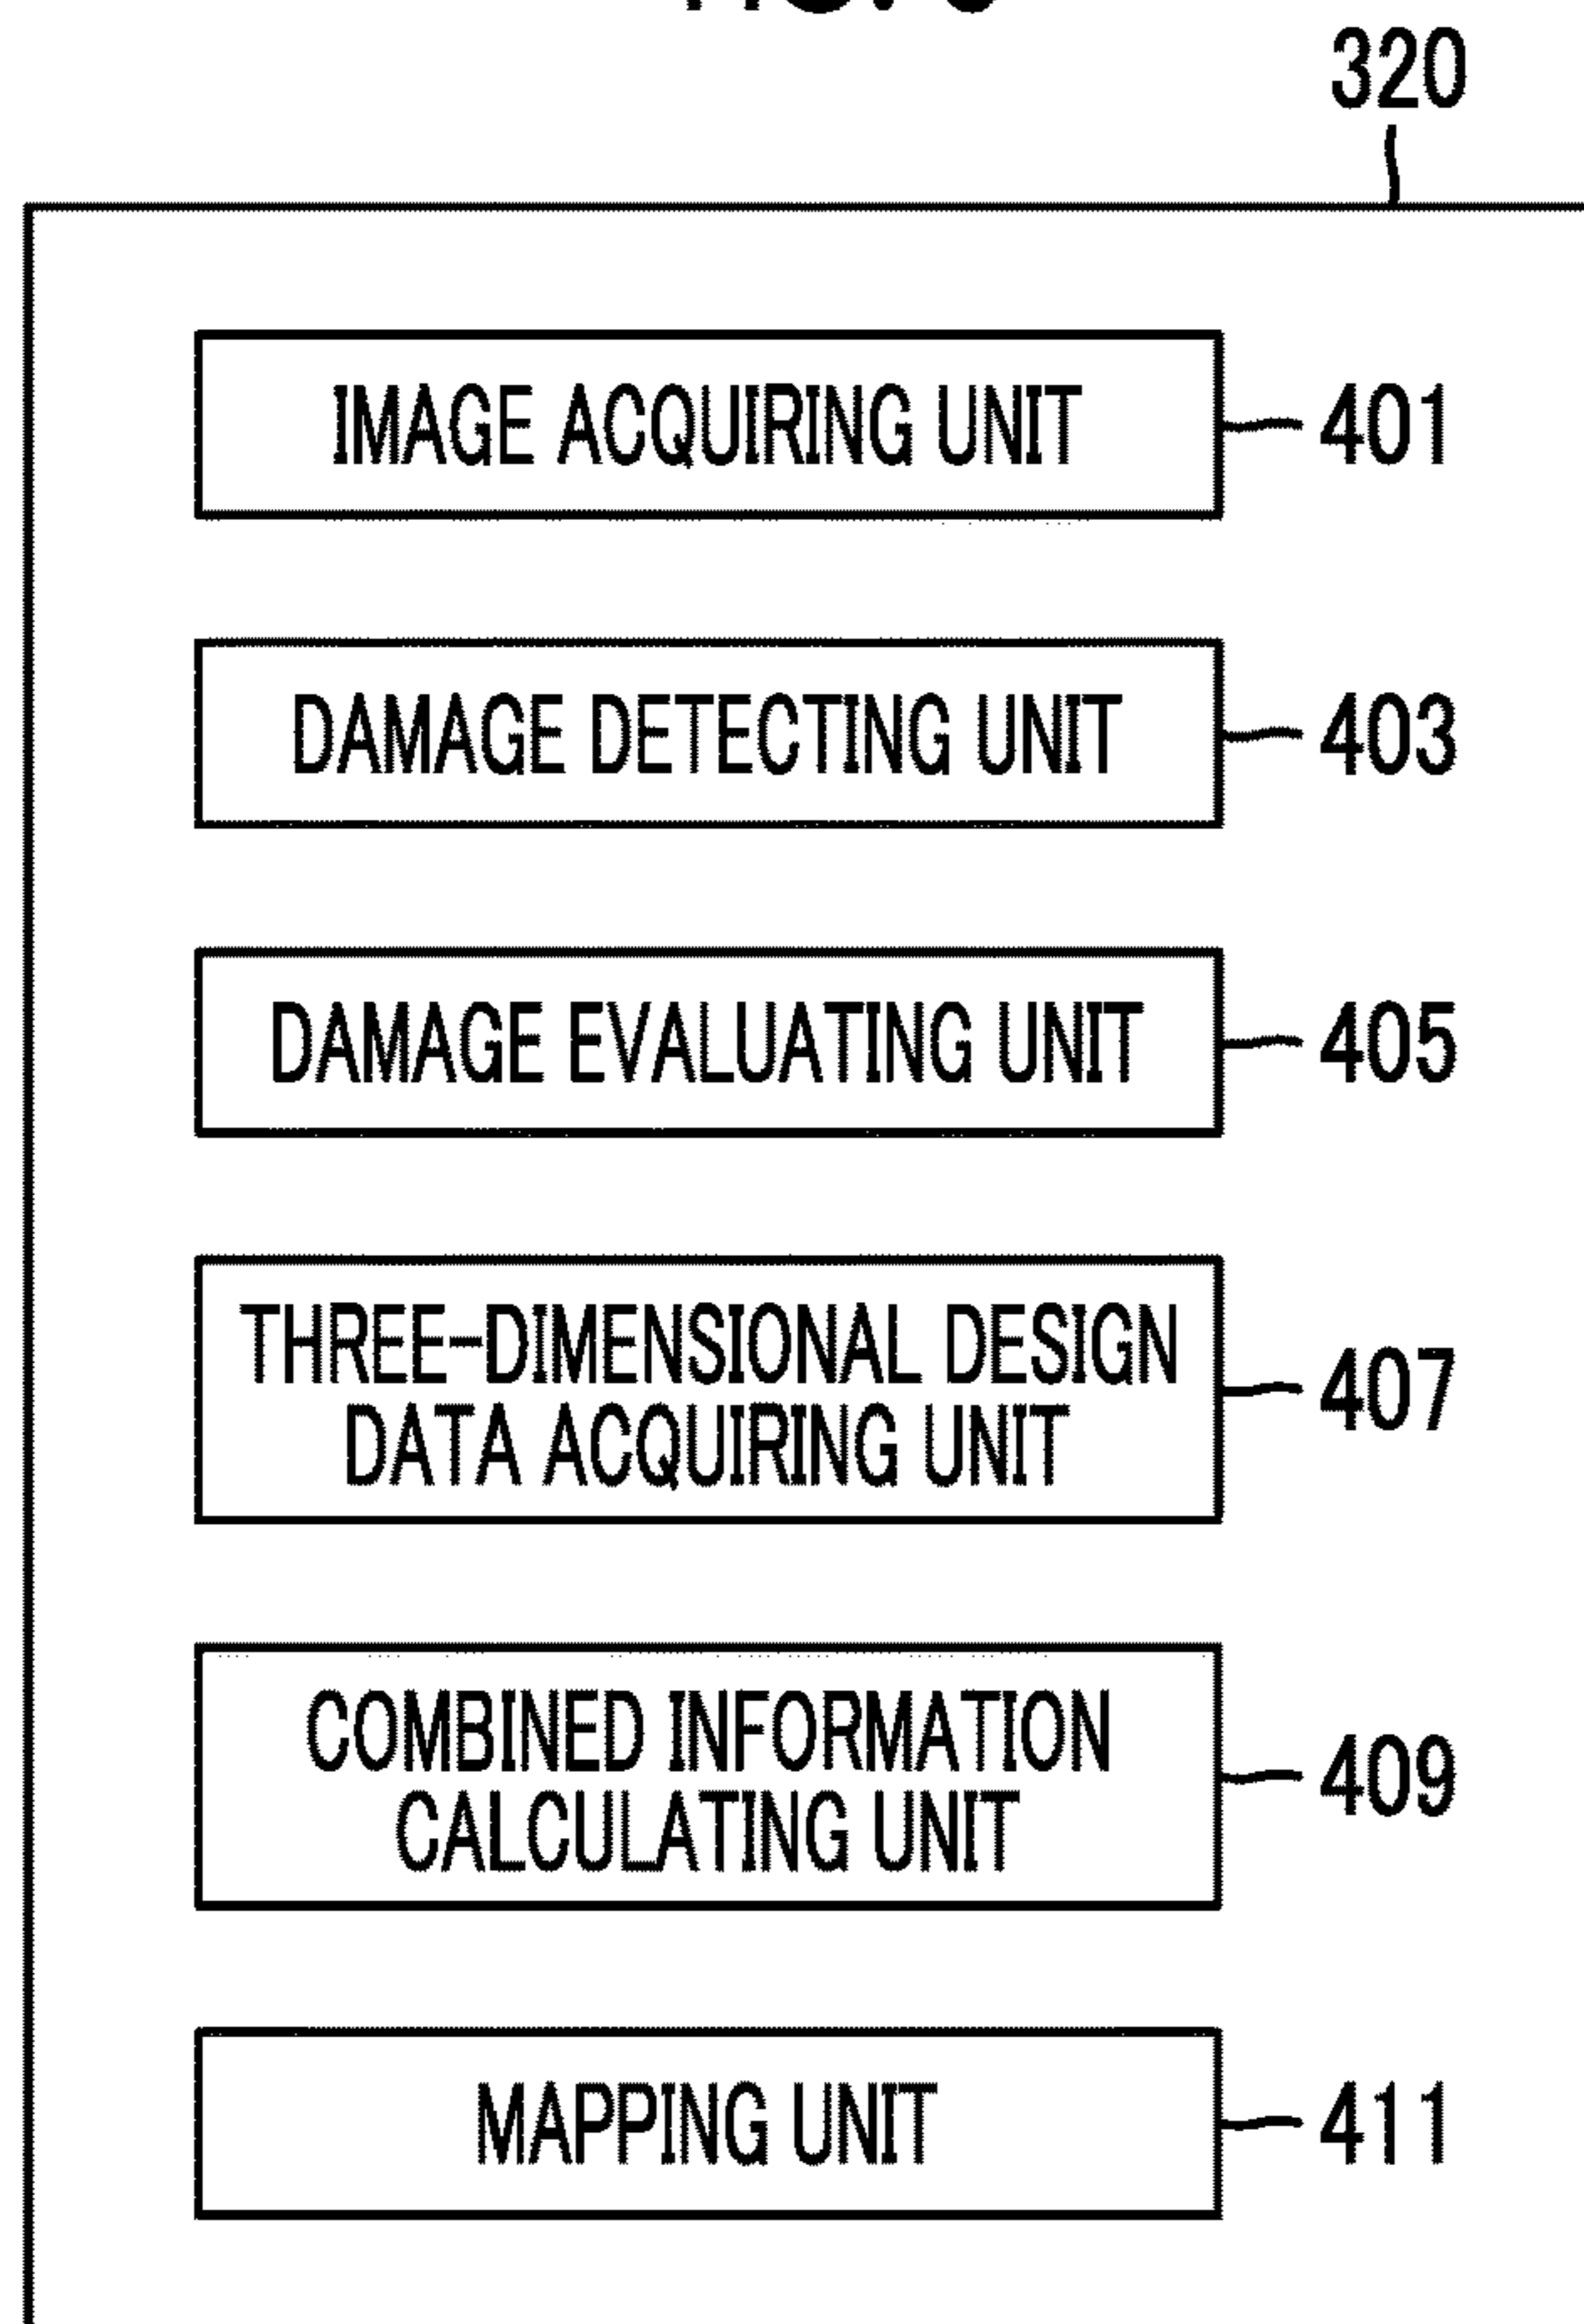 320
IMAGE ACQUIRING UNIT
401
DAMAGE DETECTING UNIT
403
DAMAGE EVALUATING UNIT
405
THREE-DIMENSIONAL DESIGN
DATA ACQUIRING UNIT
407
COMBINED INFORMATION
CALCULATING UNIT
409
MAPPING UNIT
411